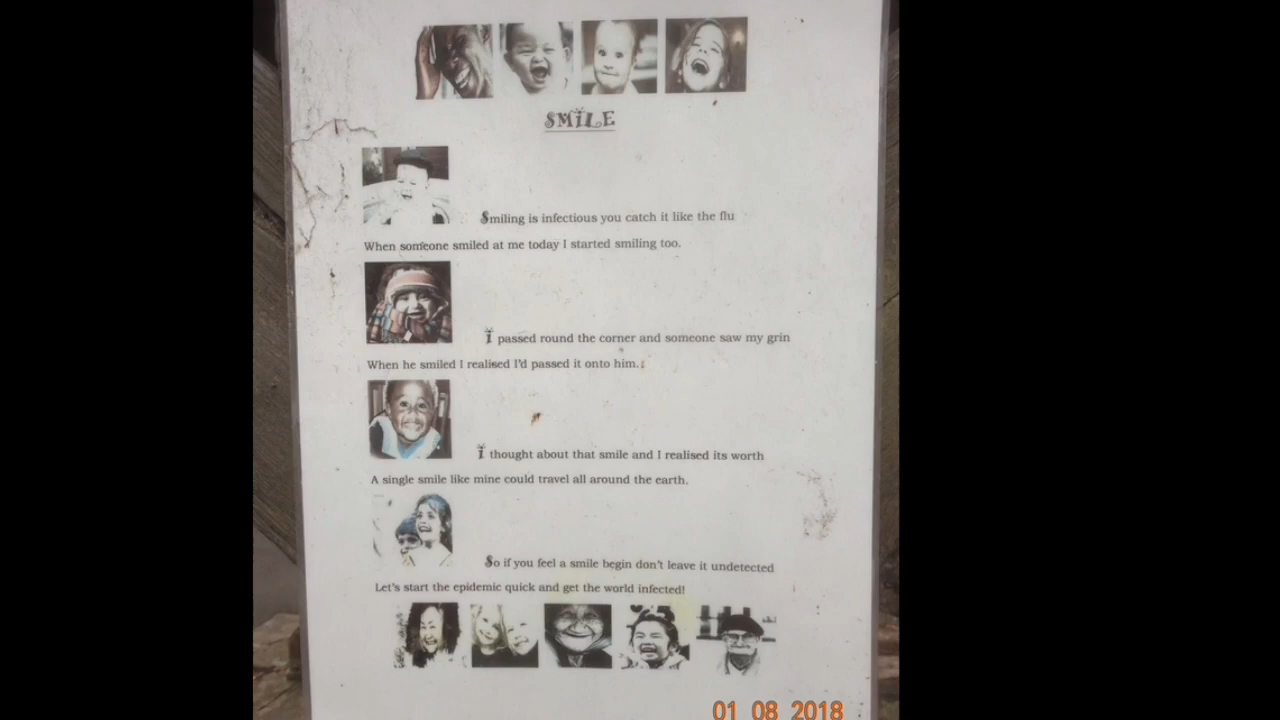 SMiLE
Smiling is infectious you catch it like the flu
When someone smiled at me today I started smiling too.
i passed round the corner and someone saw my grin
When he smiled I realised I'd passed it onto him.
i thought about that smile and I realised its worth
A single smile like mine could travel all around the earth.
So if you feel a smile begin don't leave it undetected
Let's start the epidemic quick and get the world infected!
01 08 2018